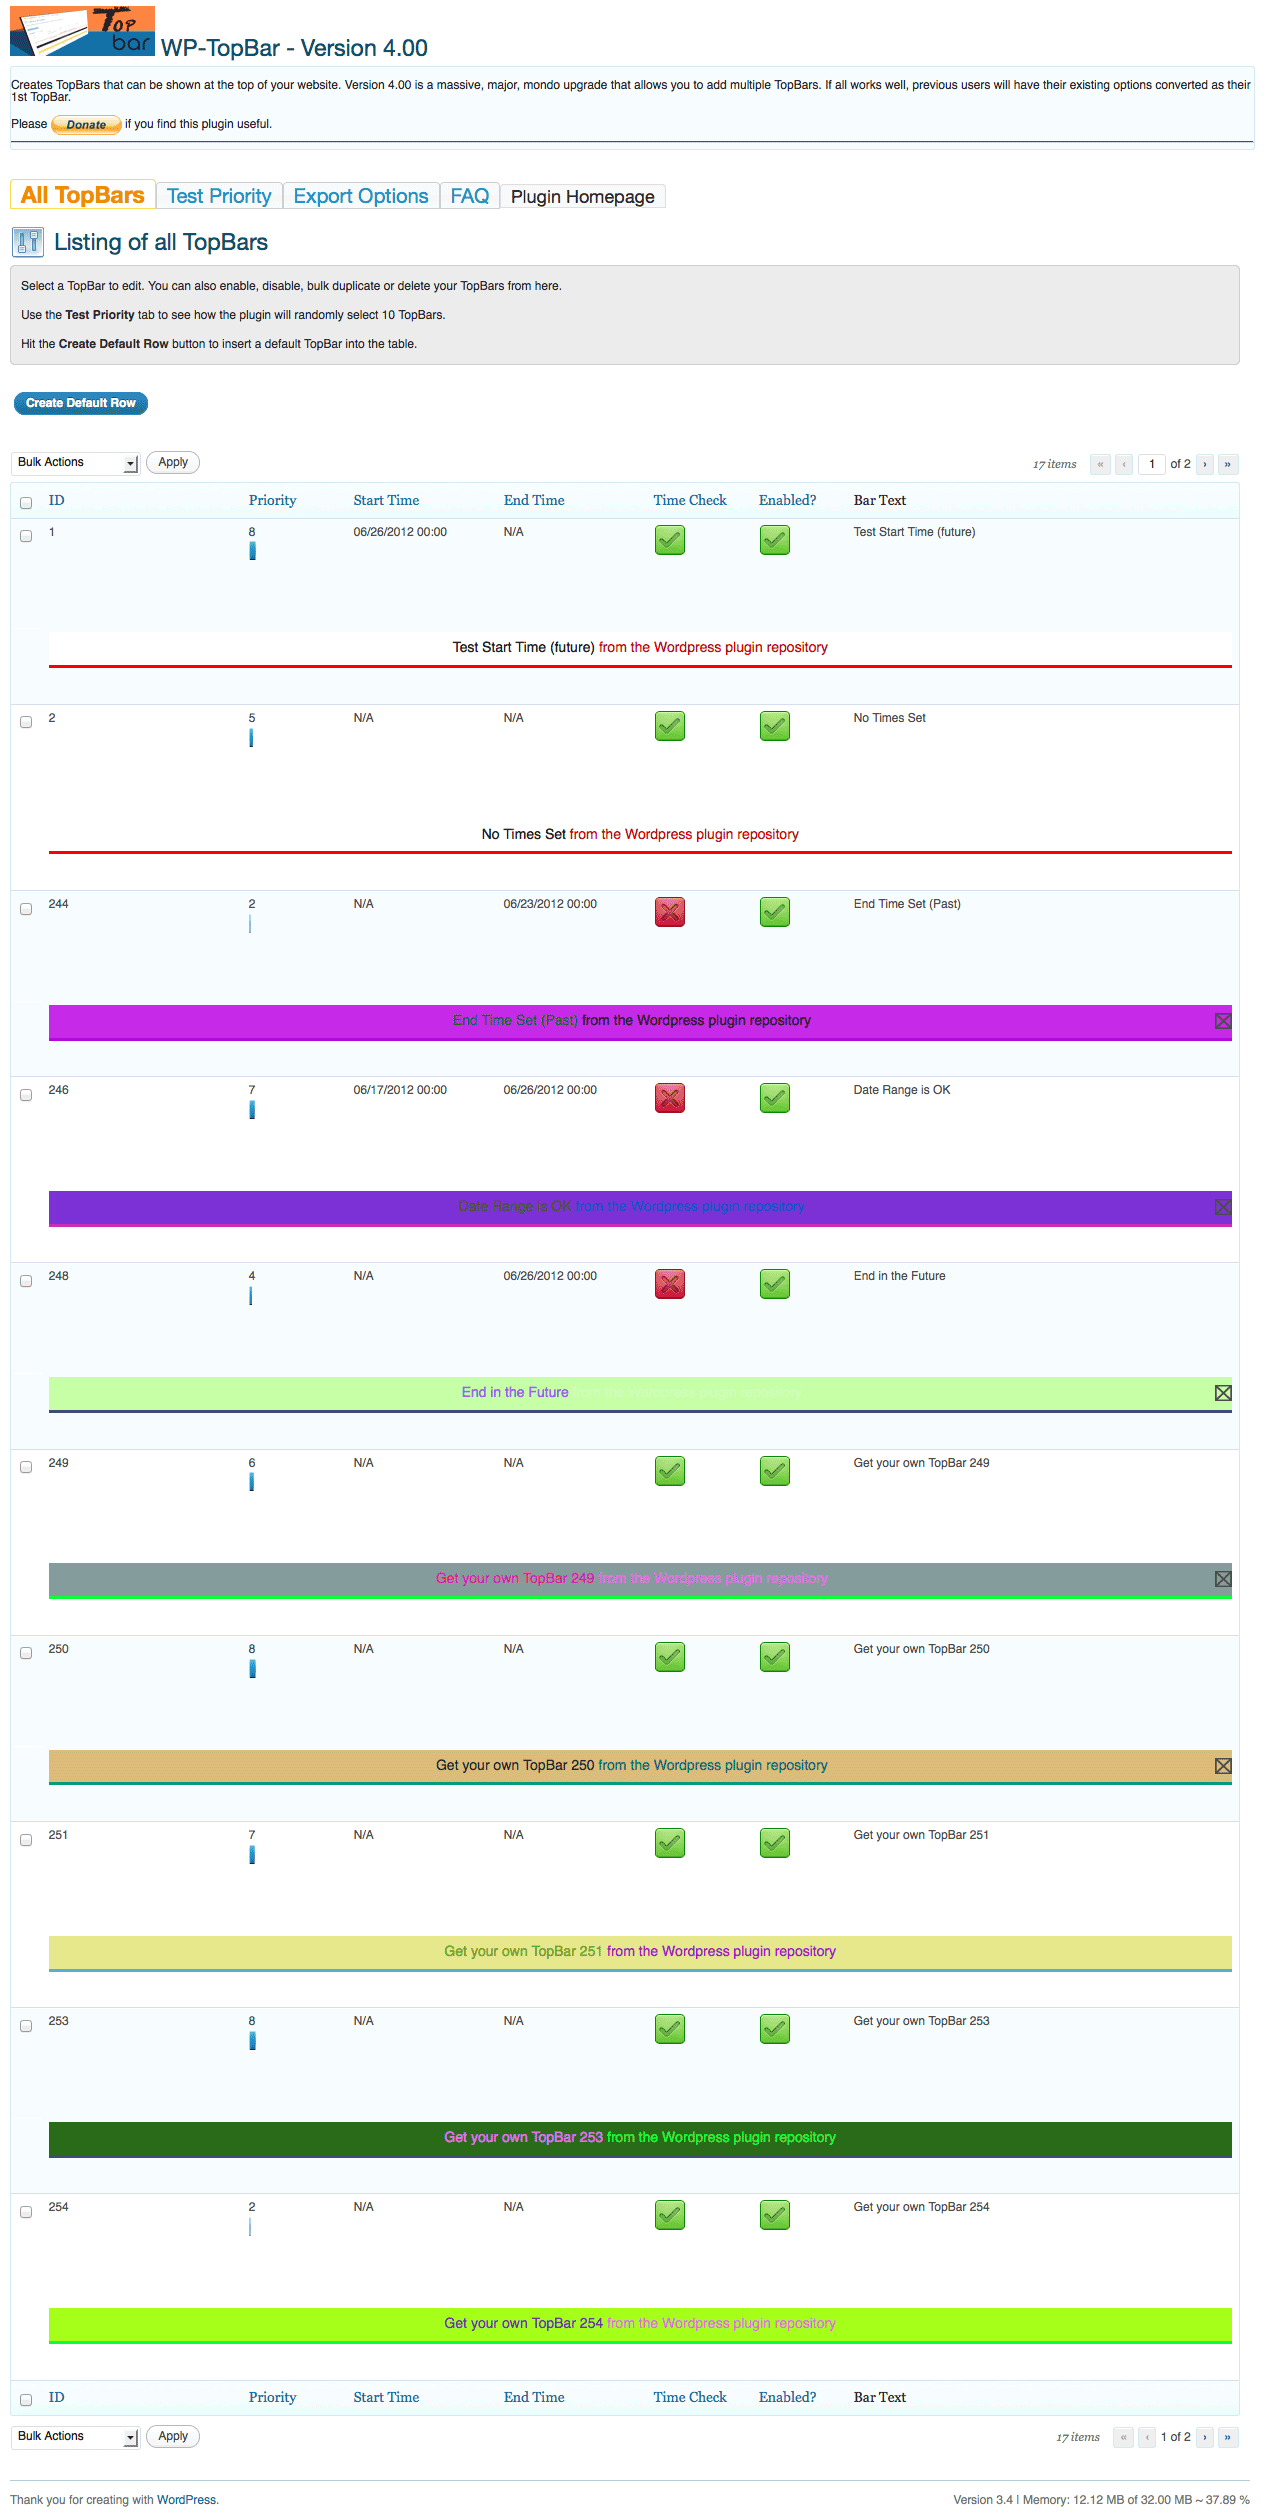 Top
bar
WP-TopBar - Version 4.00
Creates TopBars that can be shown at the top of your website. Version 4.00 is a massive, major, mondo upgrade that allows you to add multiple TopBars. If all works well, previous users will have their existing options converted as their
1st TopBar.
Please Donate if you find this plugin useful.
All TopBars Test Priority Export Options FAQ Plugin Homepage
Listing of all TopBars
Select a TopBar to edit. You can also enable, disable, bulk duplicate or delete your TopBars from here.
Use the Test Priority tab to see how the plugin will randomly select 10 TopBars.
Hit the Create Default Row button to insert a default TopBar into the table.
Create Default Row
Bulk Actions Apply 17 items « ‹ 1 of 2 › »
ID Priority Start Time End Time Time Check Enabled? Bar Text
1 8 06/26/2012 00:00 N/A Test Start Time (future)
Test Start Time (future) from the Wordpress plugin repository
2 5 N/A N/A No Times Set
No Times Set from the Wordpress plugin repository
244 2 N/A 06/23/2012 00:00 End Time Set (Past)
End Time Set (Past) from the Wordpress plugin repository
246 7 06/17/2012 00:00 06/26/2012 00:00 Date Range is OK
Date Range is OK from the Wordpress plugin repository
248 4 N/A 06/26/2012 00:00 End in the Future
End in the Future from the Wordpress plugin repository
249 6 N/A N/A Get your own TopBar 249
Get your own TopBar 249 from the Wordpress plugin repository
250 8 N/A N/A Get your own TopBar 250
Get your own TopBar 250 from the Wordpress plugin repository
251 7 N/A N/A Get your own TopBar 251
Get your own TopBar 251 from the Wordpress plugin repository
253 8 N/A N/A Get your own TopBar 253
Get your own TopBar 253 from the Wordpress plugin repository
254 2 N/A N/A Get your own TopBar 254
Get your own TopBar 254 from the Wordpress plugin repository
ID Priority Start Time End Time Time Check Enabled? Bar Text
Bulk Actions Apply 17 items « ‹ 1 of 2 › »
Thank you for creating with WordPress. Version 3.4 | Memory: 12.12 MB of 32.00 MB ~ 37.89 %